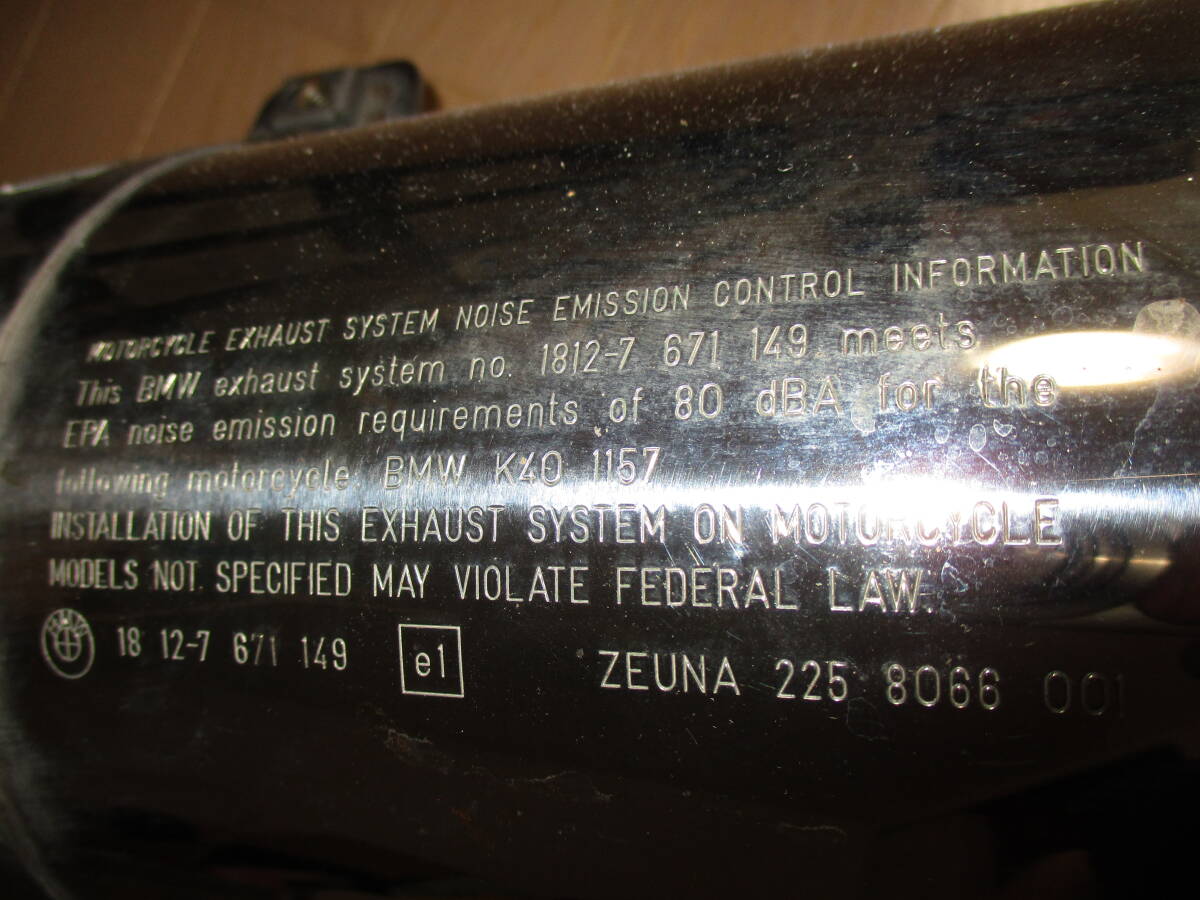 MOTORCYCLE EXHAUST SYSTEM NOISE EMISSION CONTROL INFORMATION
This BMW exhaust system no. 1812-7 671 149 meets
EPA noise emission requirements of 80 dBA for the
following motorcycle: BMW K40 1157
INSTALLATION OF THIS EXHAUST SYSTEM ON MOTORCYCLE
MODELS NOT SPECIFIED MAY VIOLATE FEDERAL LAW.
BMW 18 12-7 671 149 e1 ZEUNA 225 8066 001